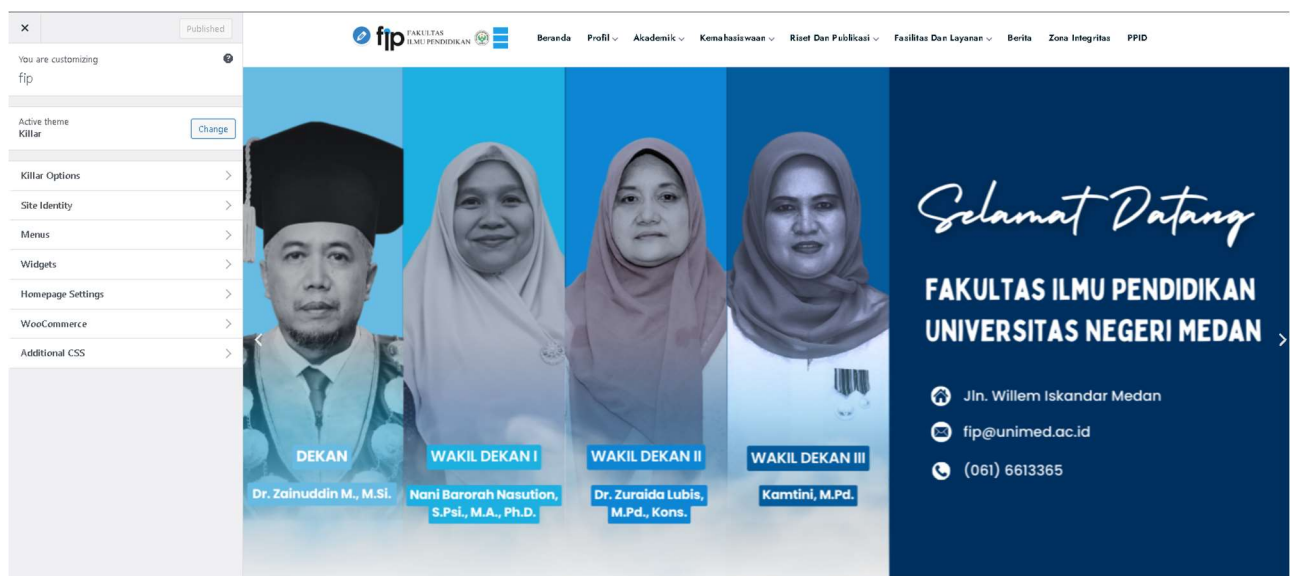 Published
You are customizing
fip
Active theme
Killar
Change
Killar Options
Site Identity
Menus
Widgets
Homepage Settings
WooCommerce
Additional CSS
fip FAKULTAS
ILMU PENDIDIKAN
Beranda Profil Akademik Kemahasiswaan Riset Dan Publikasi Fasilitas Dan Layanan Berita Zona Integritas PPID
DEKAN
Dr. Zainuddin M., M.Si.
WAKIL DEKAN I
Nani Barorah Nasution,
S.Psi., M.A., Ph.D.
WAKIL DEKAN II
Dr. Zuraida Lubis,
M.Pd., Kons.
WAKIL DEKAN III
Kamtini, M.Pd.
Selamat Datang
FAKULTAS ILMU PENDIDIKAN
UNIVERSITAS NEGERI MEDAN
Jln. Willem Iskandar Medan
fip@unimed.ac.id
(061) 6613365